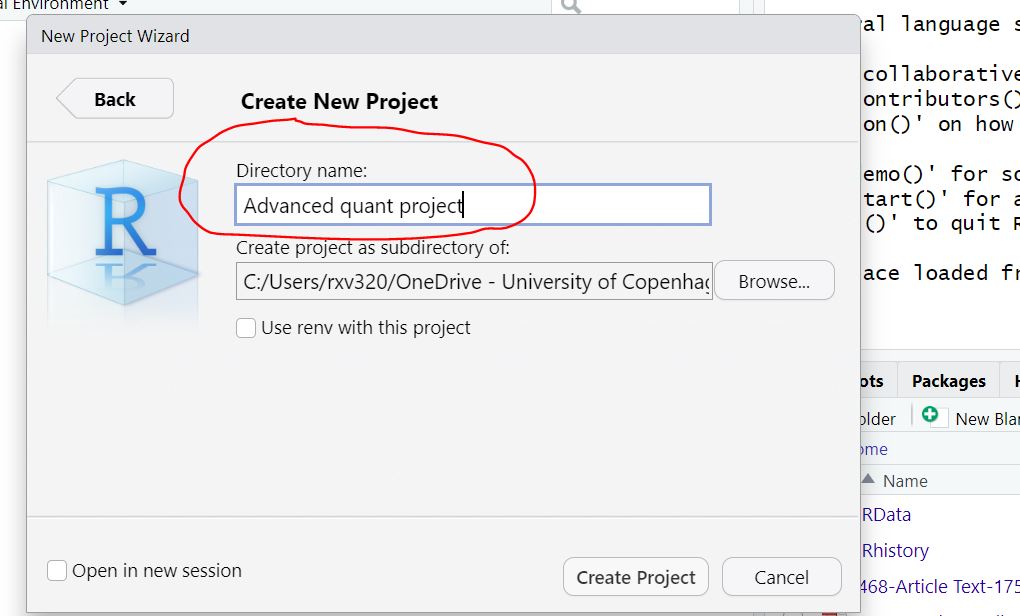 Environment
New Project Wizard
Back
Create New Project
Directory name:
Advanced quant project
Create project as subdirectory of:
C:/Users/rxv320/OneDrive - University of Copenhag
Browse...
Use renv with this project
Open in new session
Create Project
Cancel
R
al language s
collaborative
ontributors()
on()' on how
emo()' for so
tart()' for a
()' to quit R
ace loaded fr
ots Packages H
older New Blan
ome
Name
RData
Rhistory
468-Article Text-175